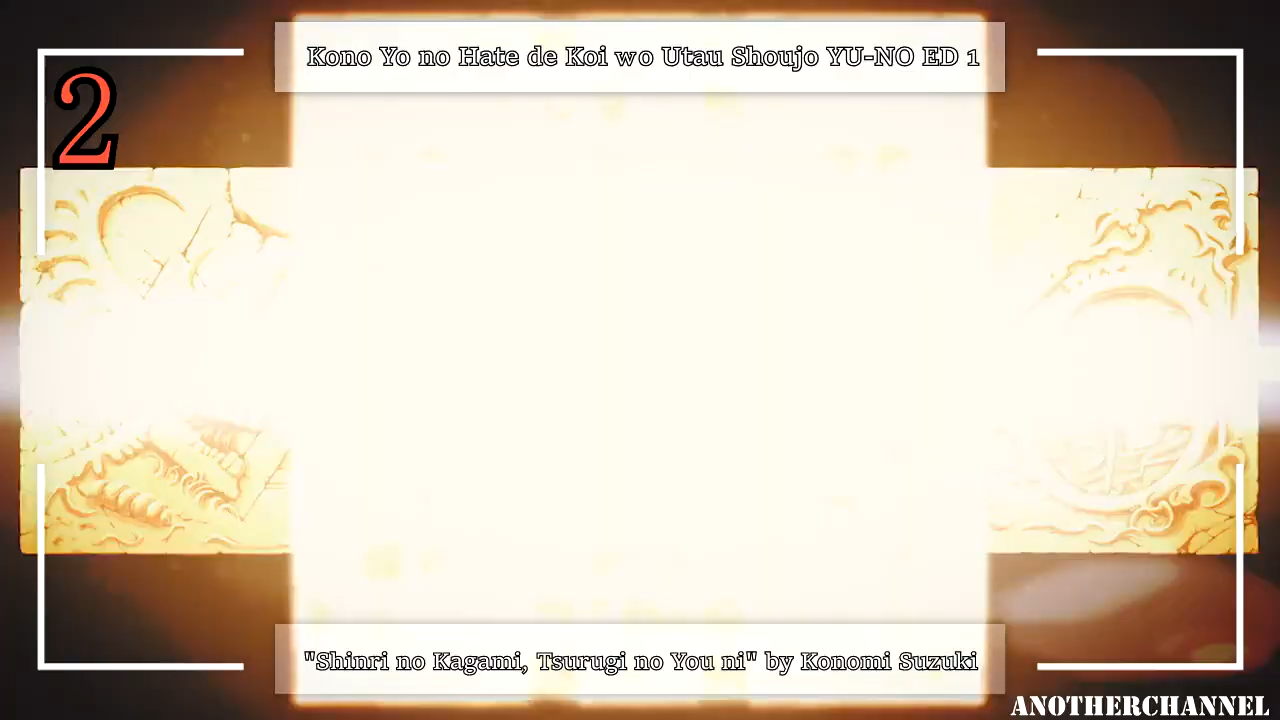 Kono Yo no Hate de Koi wo Utau Shoujo YU-NO ED 1
2
"Shinri no Kagami, Tsurugi no You ni" by Konomi Suzuki
ANOTHERCHANNEL